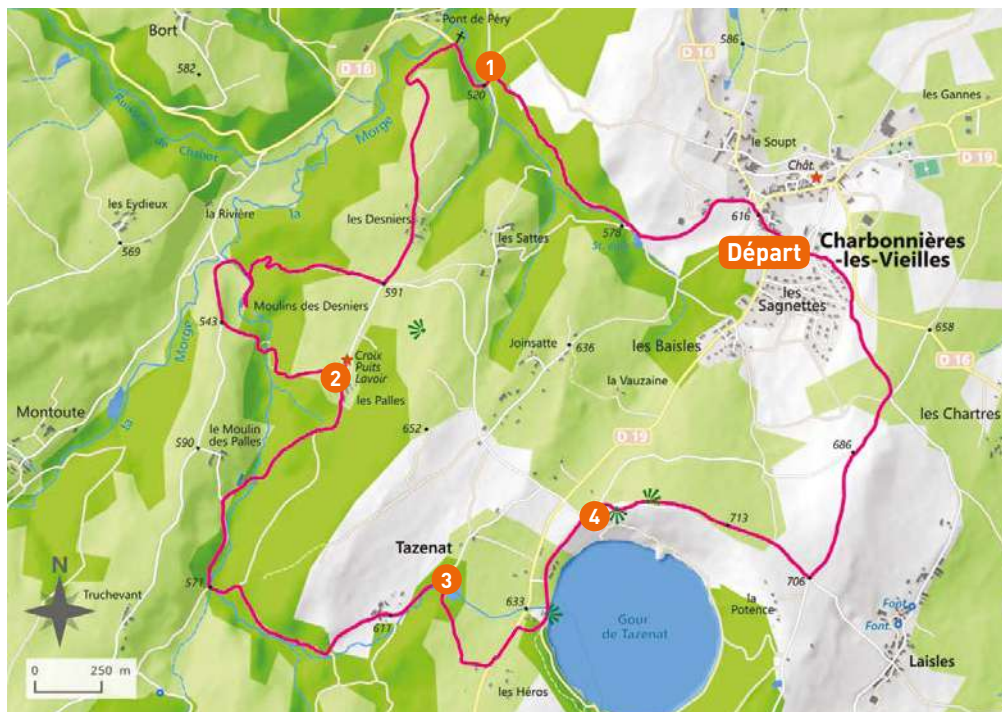 Bort
582
D 16
Pont de Péry
1
520
D 16
586
les Gannes
le Soupt
Chât.
D 19
Ruisseau de Chabot
la Morge
les Eydieux
569
la Rivière
les Desniers
les Sattes
578
616
Départ
Charbonnières
-les-Vieilles
les
Sagnettes
591
Moulins des Desniers
543
Morge
la
Joinsatte
636
les Baisles
658
D 16
Croix
Puits
Lavoir
2
les Palles
la Vauzaine
Montoute
590
le Moulin
des Palles
652
D 19
les Chartres
686
4
713
Tazenat
3
N
571
Truchevant
611
633
706
la
Potence
Font.
Font.
Gour
de Tazenat
Laisles
les Héros
0
250 m